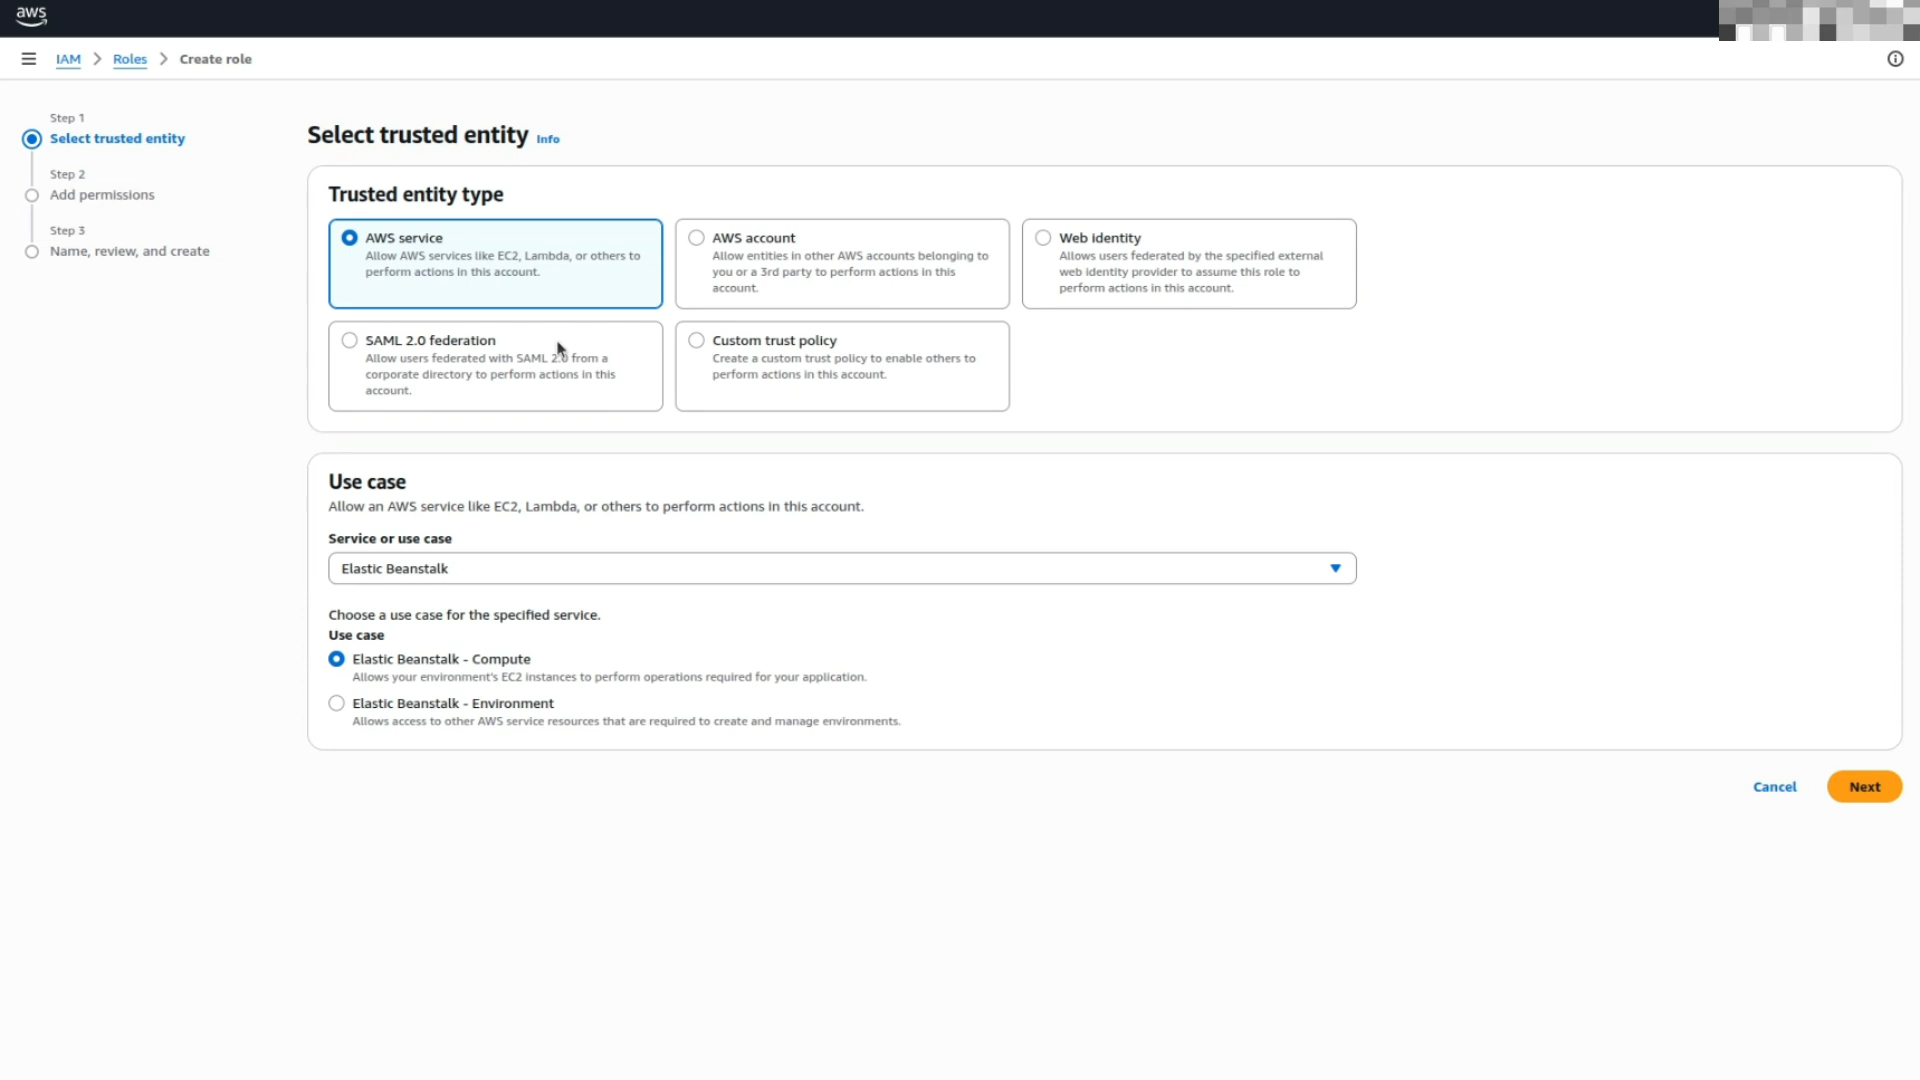 aws
IAM > Roles > Create role
Step 1
Select trusted entity
Step 2
Add permissions
Step 3
Name, review, and create
Select trusted entity Info
Trusted entity type
AWS service
Allow AWS services like EC2, Lambda, or others to
perform actions in this account.
AWS account
Allow entities in other AWS accounts belonging to
you or a 3rd party to perform actions in this
account.
Web identity
Allows users federated by the specified external
web identity provider to assume this role to
perform actions in this account.
SAML 2.0 federation
Allow users federated with SAML 2.0 from a
corporate directory to perform actions in this
account.
Custom trust policy
Create a custom trust policy to enable others to
perform actions in this account.
Use case
Allow an AWS service like EC2, Lambda, or others to perform actions in this account.
Service or use case
Elastic Beanstalk
Choose a use case for the specified service.
Use case
Elastic Beanstalk - Compute
Allows your environment's EC2 instances to perform operations required for your application.
Elastic Beanstalk - Environment
Allows access to other AWS service resources that are required to create and manage environments.
Cancel
Next